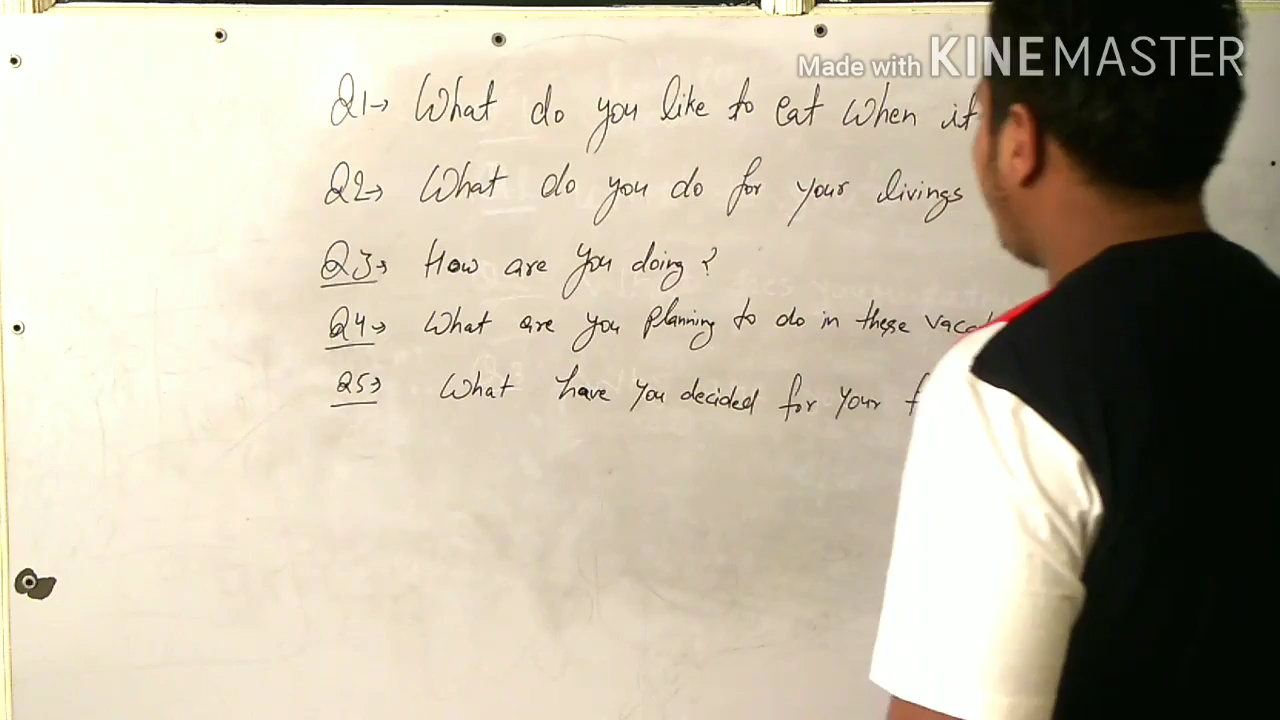 Made with KINEMASTER
Q1→ What do you like to eat when it
Q2→ What do you do for your livings
Q3→ How are you doing?
Q4→ What are you planning to do in these vacat
Q5→ What have you decided for your f